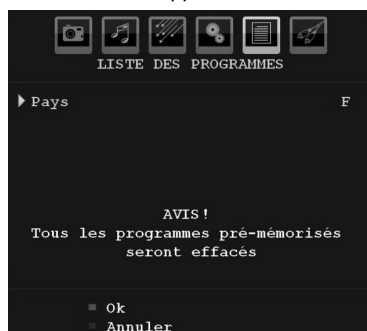 LISTE DES PROGRAMMES
Pays F
AVIS!
Tous les programmes pré-mémorisés
seront effacés
Ok
Annuler